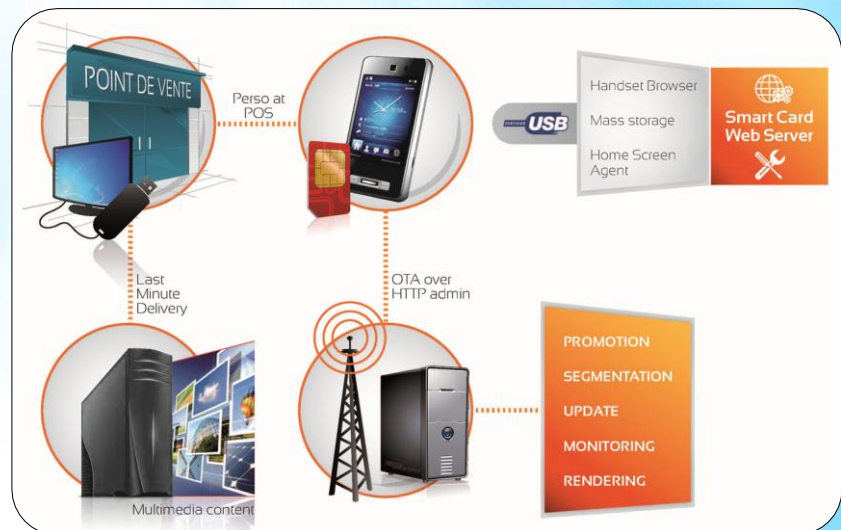 POINT DE VENTE
Perso at
POS
Handset Browser
Mass storage
Home Screen
Agent
CERTIFIED USB
Smart Card
Web Server
Last
Minute
Delivery
OTA over
HTTP admin
PROMOTION
SEGMENTATION
UPDATE
MONITORING
RENDERING
Multimedia content